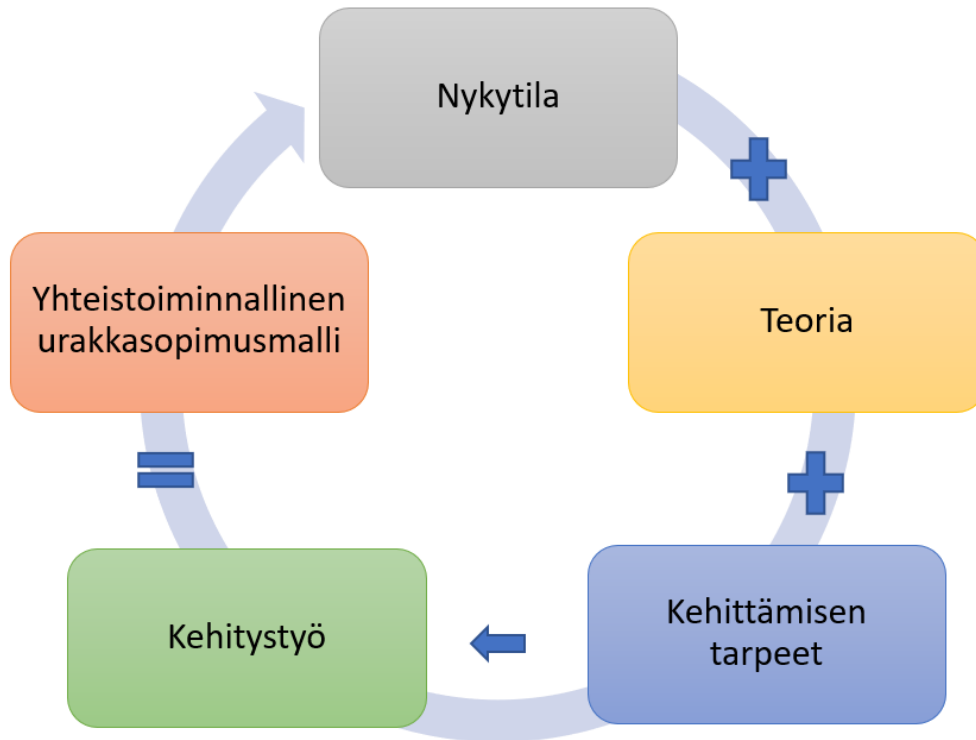 Nykytila
Teoria
Kehittämisen
tarpeet
Kehitystyö
Yhteistoiminnallinen
urakkasopimusmalli